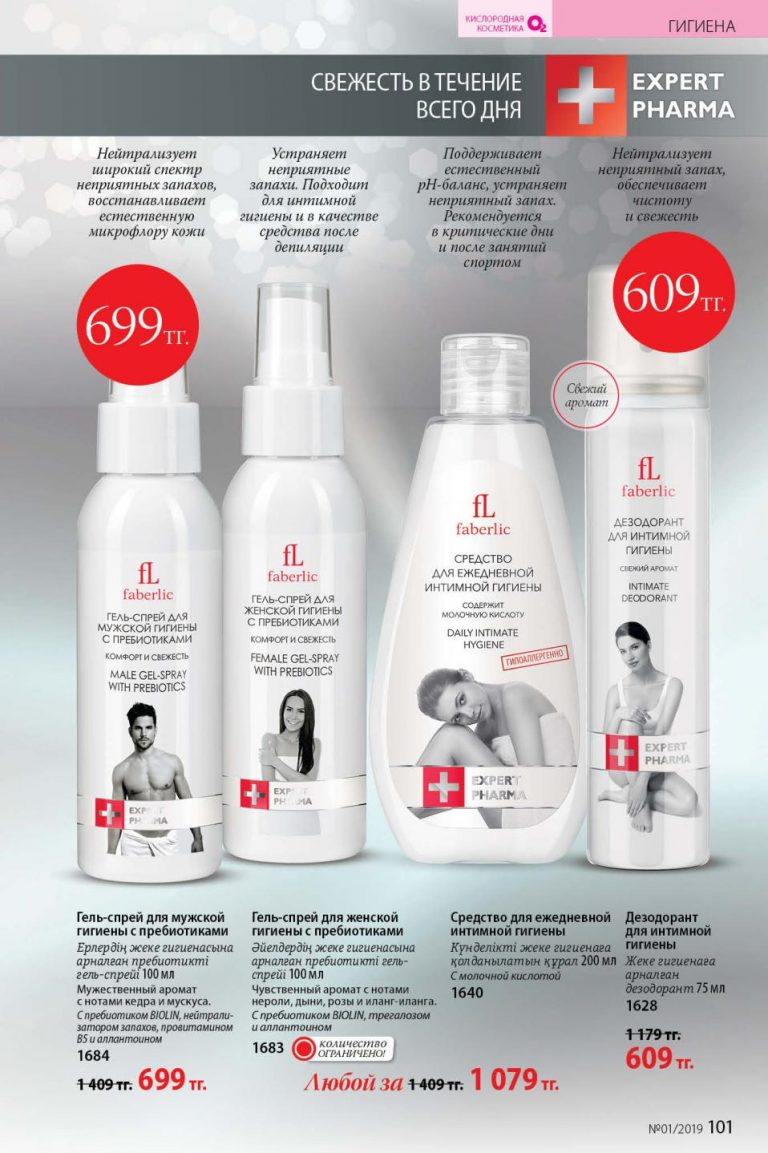 КИСЛОРОДНАЯ
КОСМЕТИКА O2
ГИГИЕНА
СВЕЖЕСТЬ В ТЕЧЕНИЕ
ВСЕГО ДНЯ
EXPERT
PHARMA
Нейтрализует
широкий спектр
неприятных запахов,
восстанавливает
естественную
микрофлору кожи
Устраняет
неприятные
запахи. Подходит
для интимной
гигиены и в качестве
средства после
депиляции
Поддерживает
естественный
pH-баланс, устраняет
неприятный запах.
Рекомендуется
в критические дни
и после занятий
спортом
Нейтрализует
неприятный запах,
обеспечивает
чистоту
и свежесть
699 тг.
609 тг.
Свежий
аромат
fL
faberlic
ГЕЛЬ-СПРЕЙ ДЛЯ
МУЖСКОЙ ГИГИЕНЫ
С ПРЕБИОТИКАМИ
КОМФОРТ И СВЕЖЕСТЬ
MALE GEL-SPRAY
WITH PREBIOTICS
EXPERT
PHARMA
fL
faberlic
ГЕЛЬ-СПРЕЙ ДЛЯ
ЖЕНСКОЙ ГИГИЕНЫ
С ПРЕБИОТИКАМИ
КОМФОРТ И СВЕЖЕСТЬ
FEMALE GEL-SPRAY
WITH PREBIOTICS
EXPERT
PHARMA
fL
faberlic
СРЕДСТВО
ДЛЯ ЕЖЕДНЕВНОЙ
ИНТИМНОЙ ГИГИЕНЫ
СОДЕРЖИТ
МОЛОЧНУЮ КИСЛОТУ
DAILY INTIMATE
HYGIENE
ГИПОАЛЛЕРГЕННО
EXPERT
PHARMA
fL
faberlic
ДЕЗОДОРАНТ
ДЛЯ ИНТИМНОЙ
ГИГИЕНЫ
СВЕЖИЙ АРОМАТ
INTIMATE
DEODORANT
EXPERT
PHARMA
Гель-спрей для мужской
гигиены с пребиотиками
Ерлердің жеке гигиенасына
арналған пребиотикті
гель-спрейі 100 мл
Мужественный аромат
с нотами кедра и мускуса.
С пребиотиком BIOLIN, нейтрали-
затором запахов, провитамином
B5 и аллантоином
1684
1 409 тг. 699 тг.
Гель-спрей для женской
гигиены с пребиотиками
Әйелдердің жеке гигиенасына
арналған пребиотикті гель-
спрейі 100 мл
Чувственный аромат с нотами
нероли, дыни, розы и иланг-иланга.
С пребиотиком BIOLIN, трегалозом
и аллантоином
1683
КОЛИЧЕСТВО
ОГРАНИЧЕНО!
Средство для ежедневной
интимной гигиены
Күнделікті жеке гигиенаға
қолданылатын құрал 200 мл
С молочной кислотой
1640
Любой за 1 409 тг. 1 079 тг.
Дезодорант
для интимной
гигиены
Жеке гигиенаға
арналған
дезодорант 75 мл
1628
1 179 тг.
609 тг.
№01/2019 101